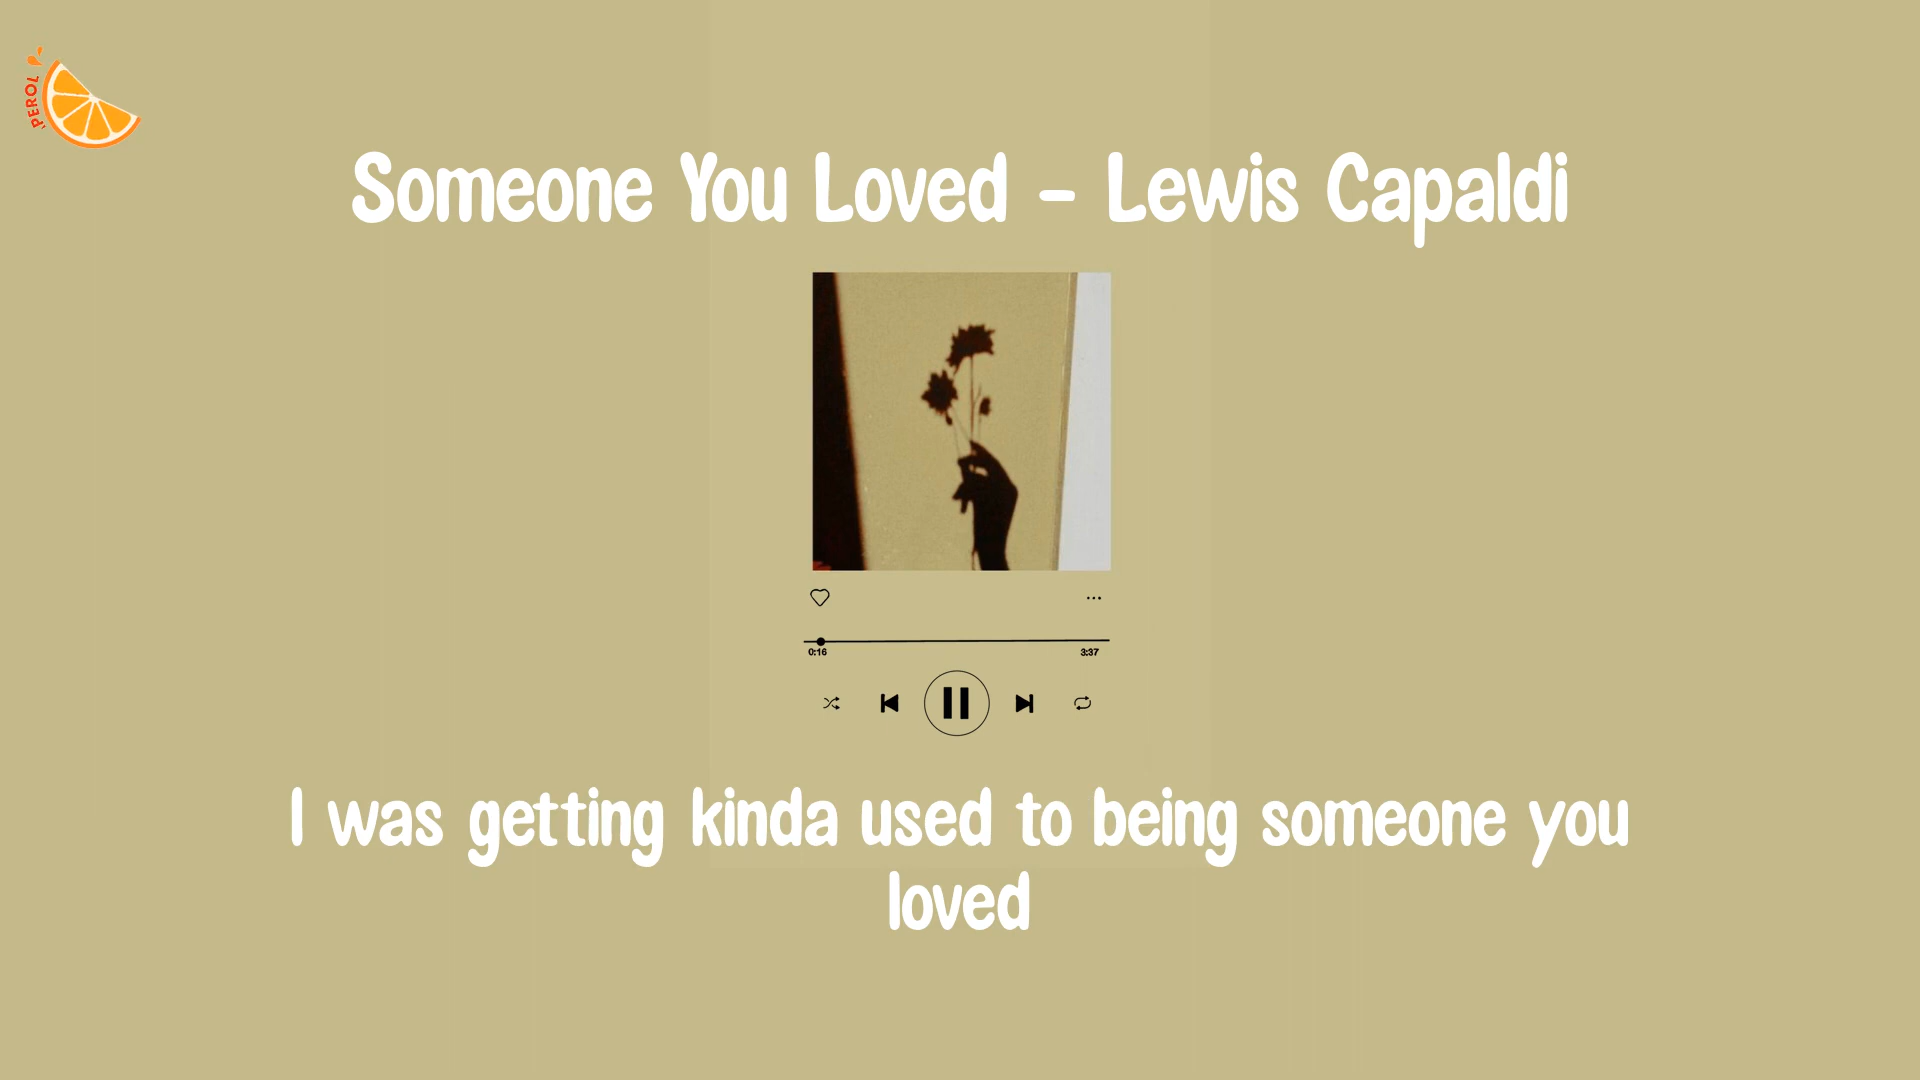 'PEROL
Someone You Loved - Lewis Capaldi
0:16
3:37
I was getting kinda used to being someone you
loved